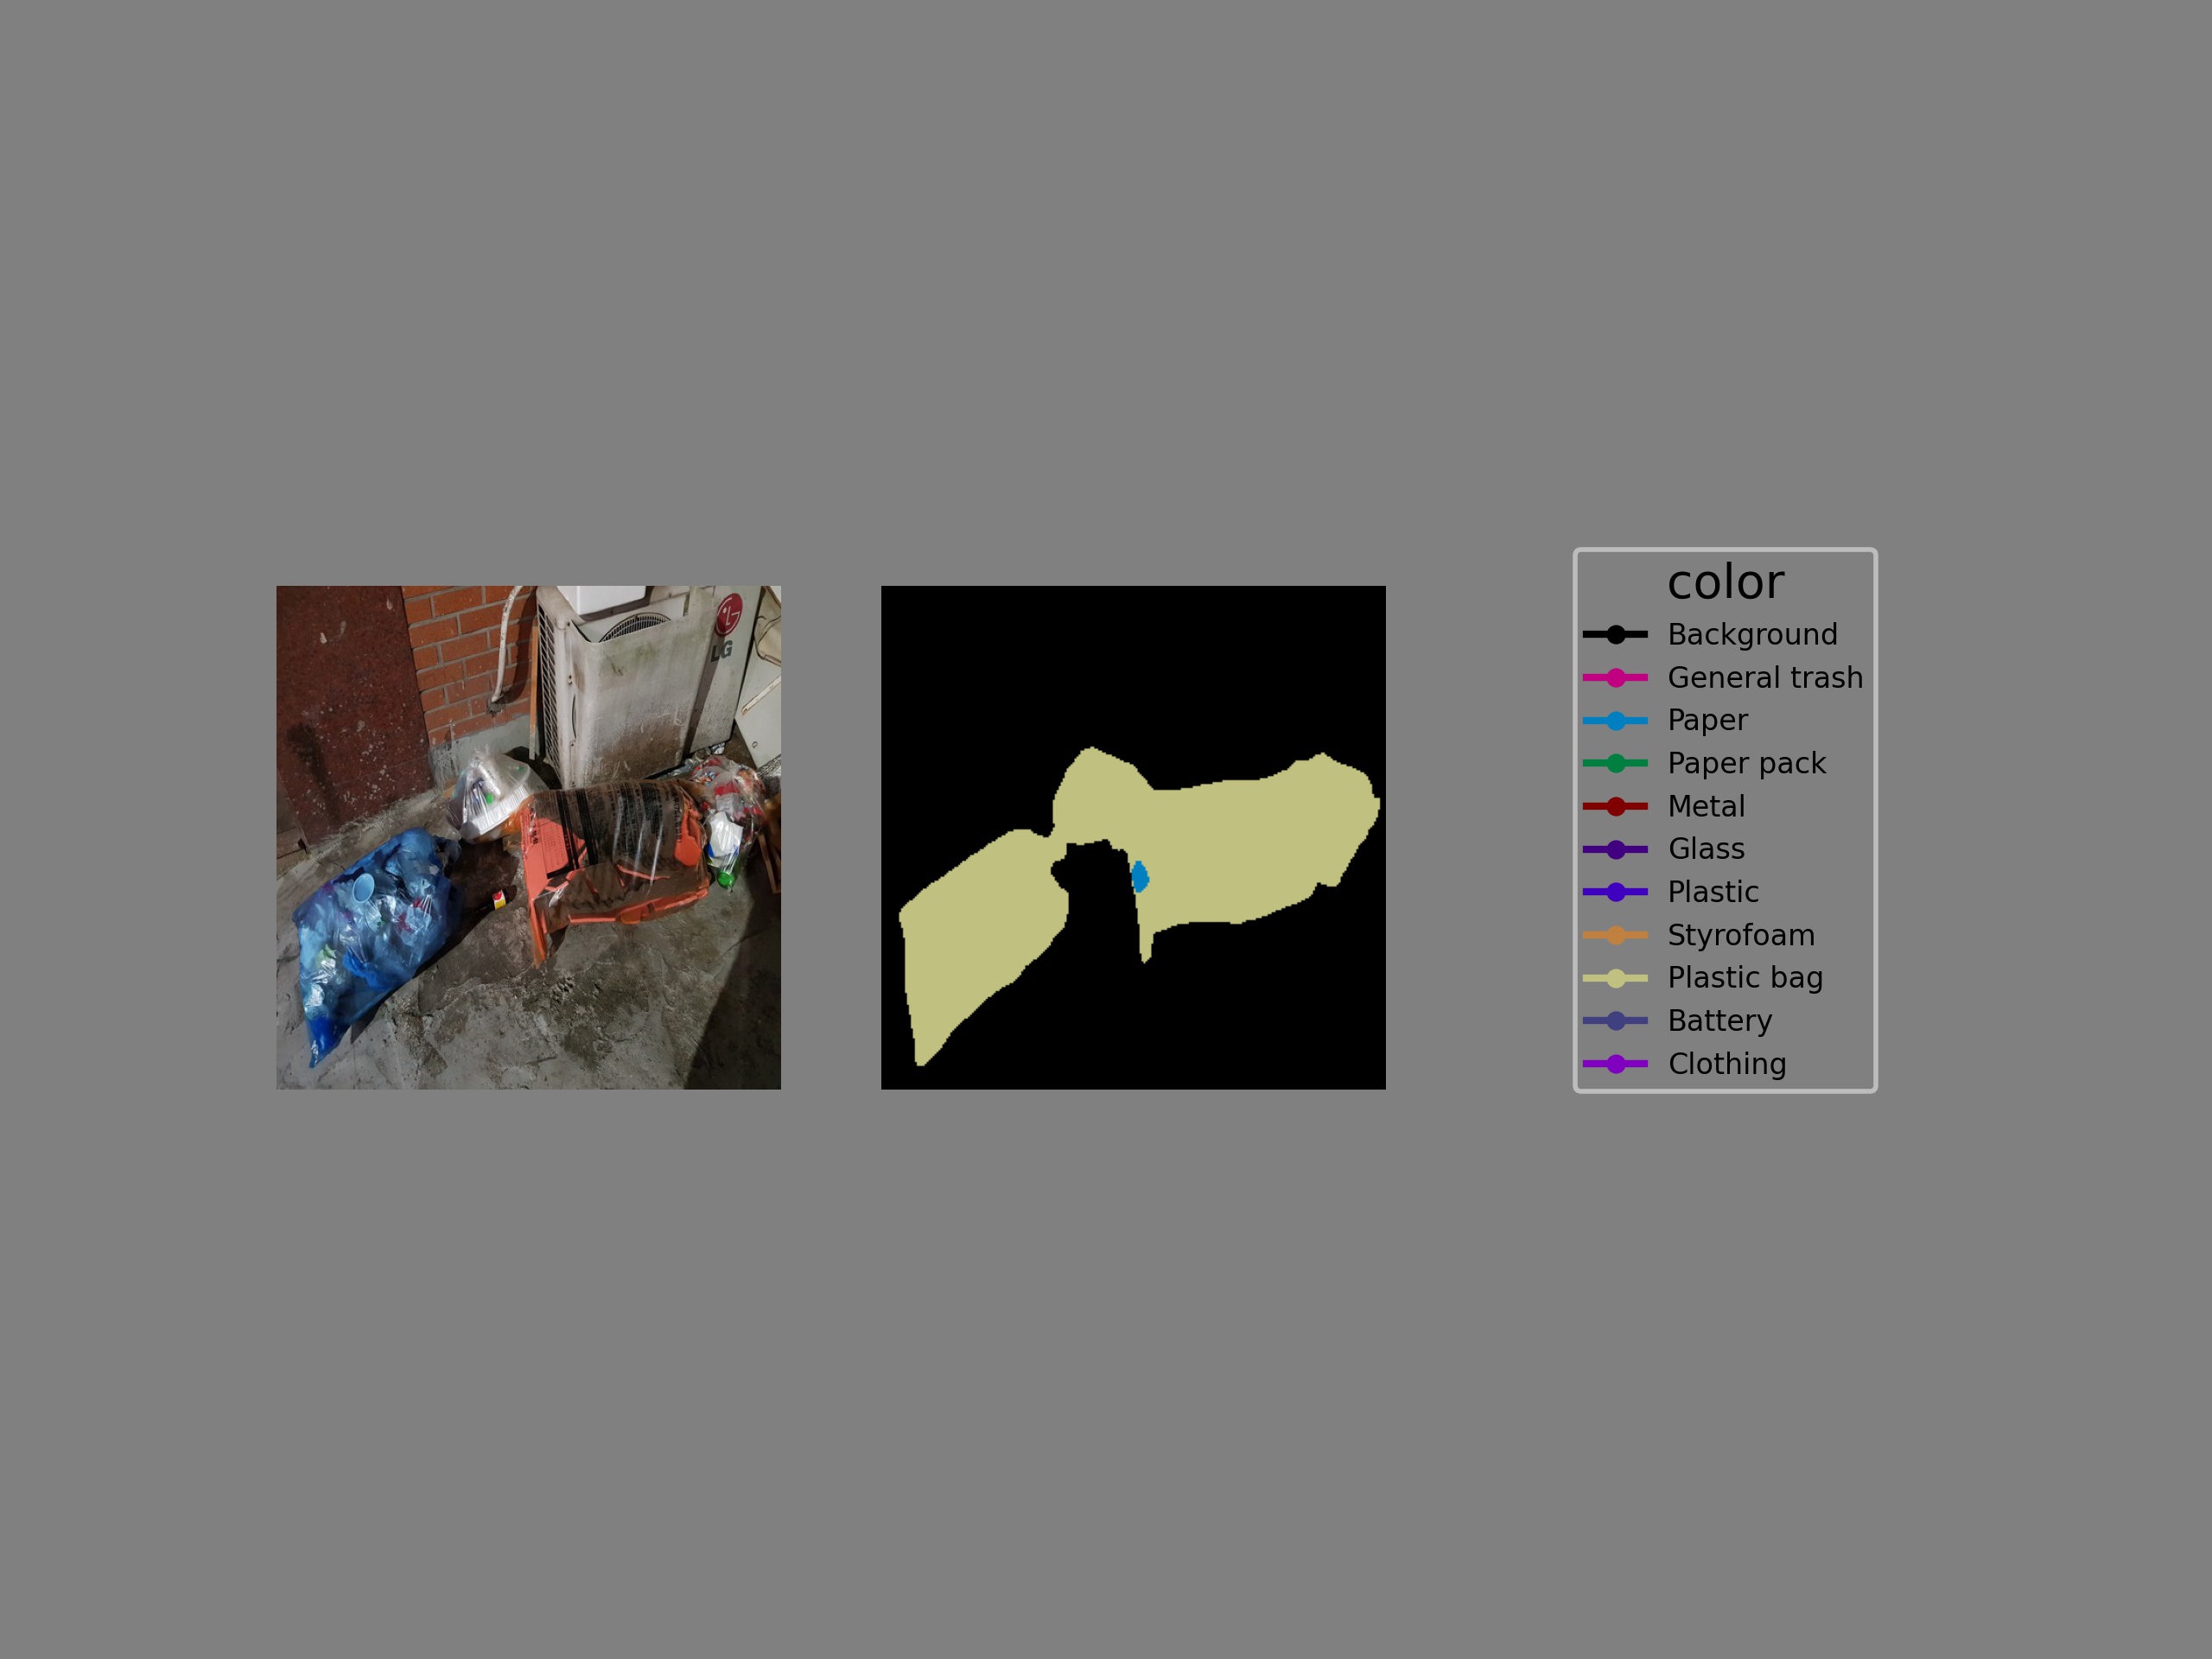 LG
color
Background
General trash
Paper
Paper pack
Metal
Glass
Plastic
Styrofoam
Plastic bag
Battery
Clothing